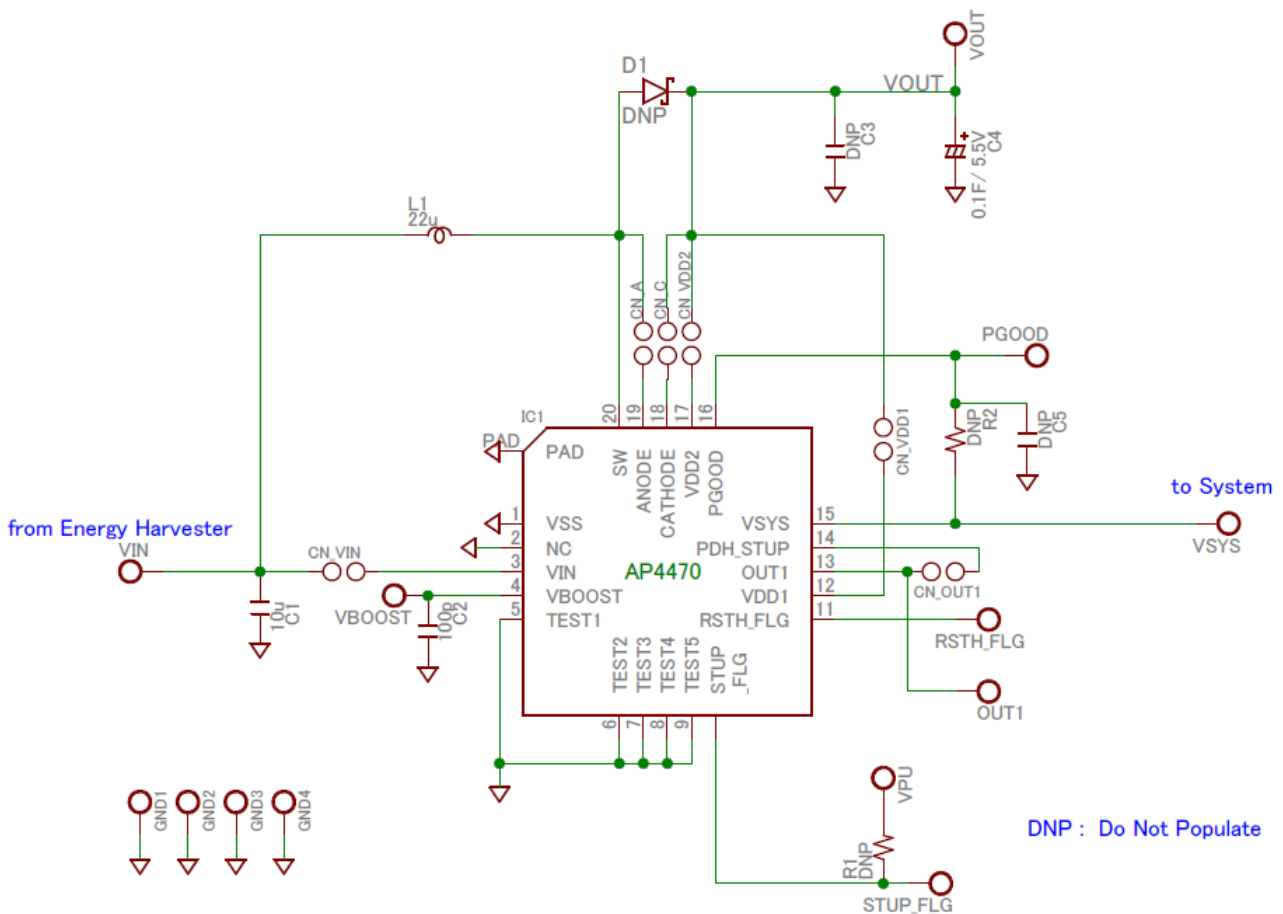 VOUT
D1
DNP
VOUT
DNP
C3
0.1F/ 5.5V
C4
L1
22u
CN_A
CN_C
CN_VDD2
PGOOD
DNP
R2
DNP
C5
CN_VDD1
IC1
20
19
18
17
16
PAD
PAD
SW
ANODE
CATHODE
VDD2
PGOOD
to System
from Energy Harvester
VIN
CN_VIN
1
VSS
2
NC
3
VIN
4
VBOOST
5
TEST1
AP4470
VSYS
15
PDH_STUP
14
OUT1
13
VDD1
12
RSTH_FLG
11
VSYS
CN_OUT1
10u
C1
VBOOST
100p
C2
RSTH_FLG
OUT1
TEST2
TEST3
TEST4
TEST5
STUP
_FLG
6
7
8
9
VPU
GND1
GND2
GND3
GND4
R1
DNP
DNP : Do Not Populate
STUP_FLG